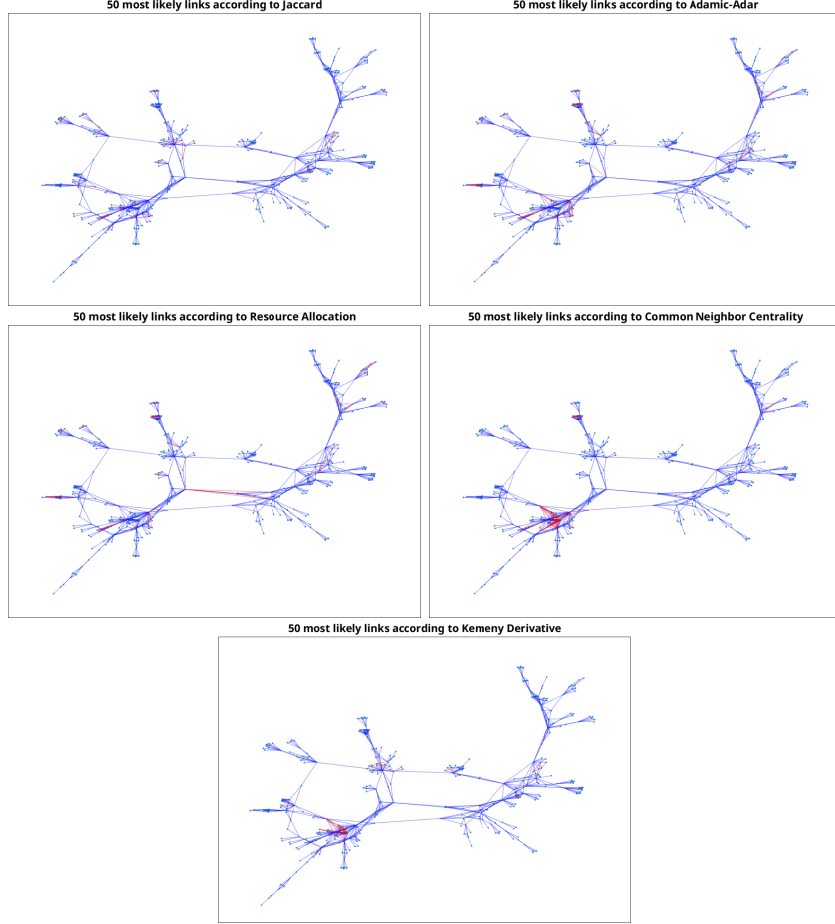 50 most likely links according to Jaccard
50 most likely links according to Adamic-Adar
50 most likely links according to Resource Allocation
50 most likely links according to Common Neighbor Centrality
50 most likely links according to Kemeny Derivative